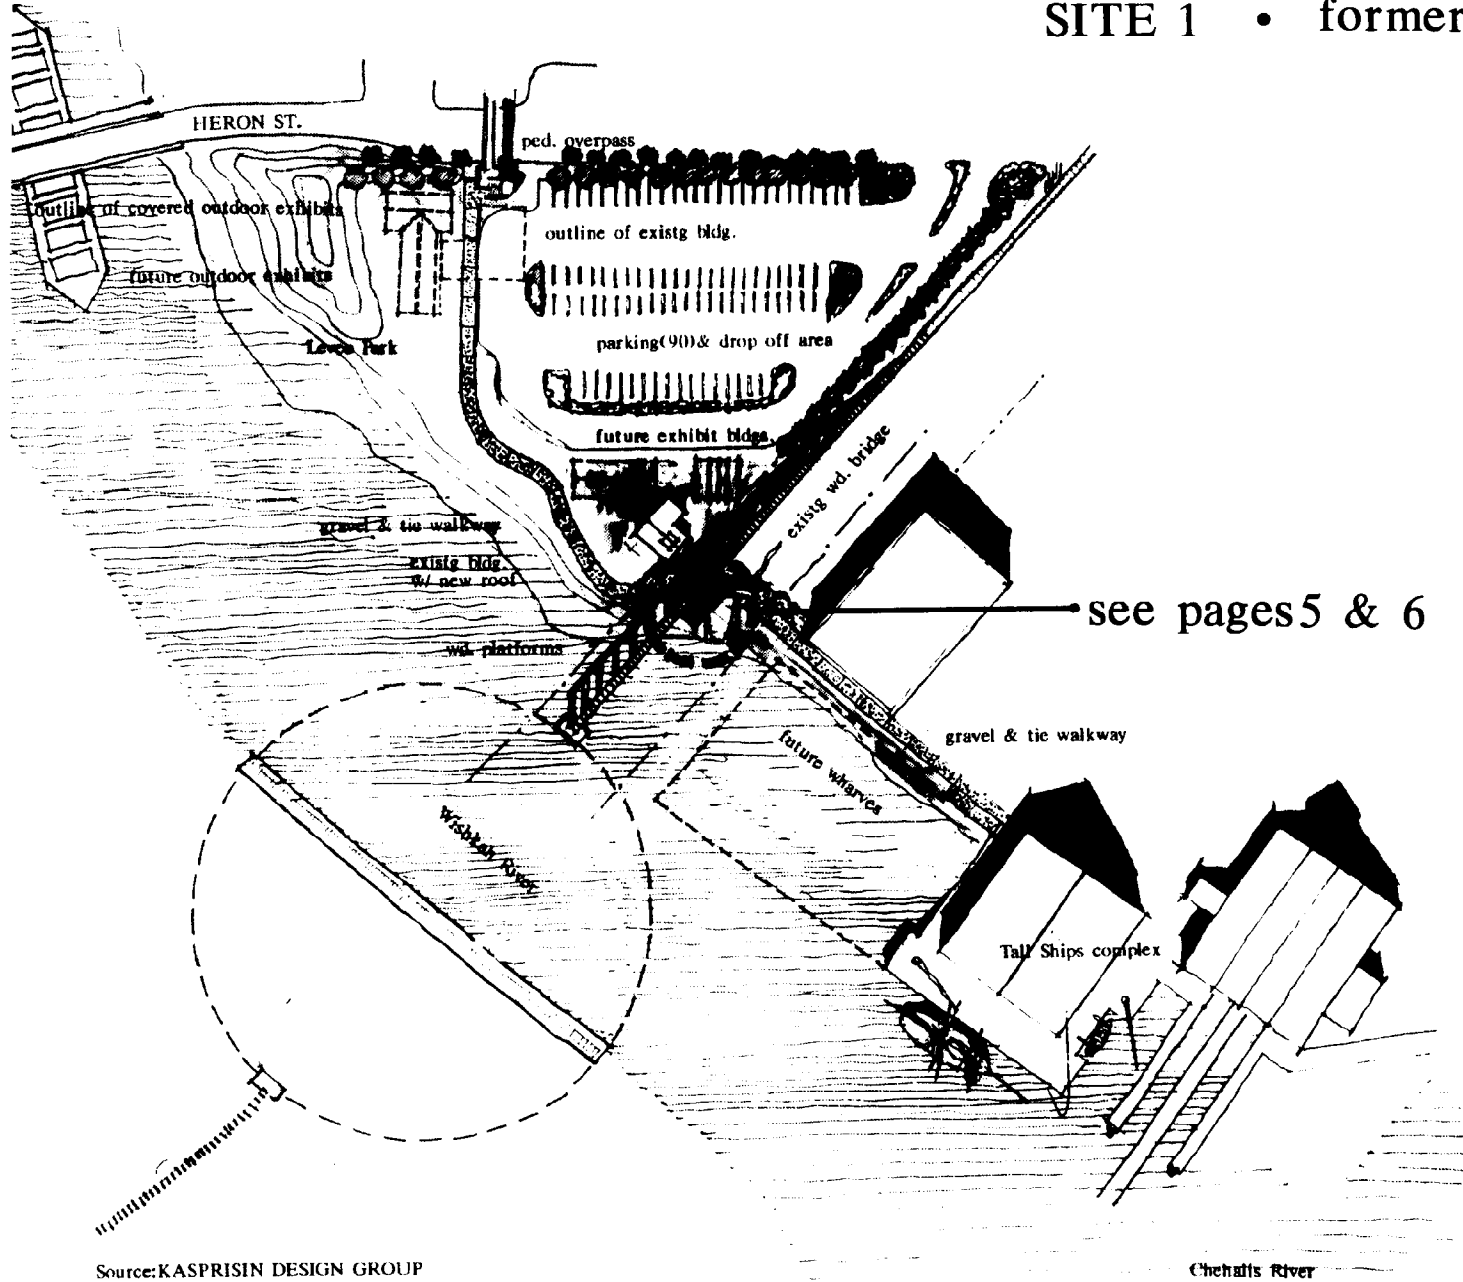 SITE 1 • former
HERON ST.
ped. overpass
outline of covered outdoor exhibits
outline of existg bldg.
future outdoor exhibits
parking(90)& drop off area
Park
future exhibit bldgs.
existg wd. bridge
gravel & tie walkway
existg bldg.
w/ new roof
see pages 5 & 6
wd. platforms
gravel & tie walkway
future wharves
Wishkah River
Tall Ships complex
Source:KASPRISIN DESIGN GROUP
Chehalis River